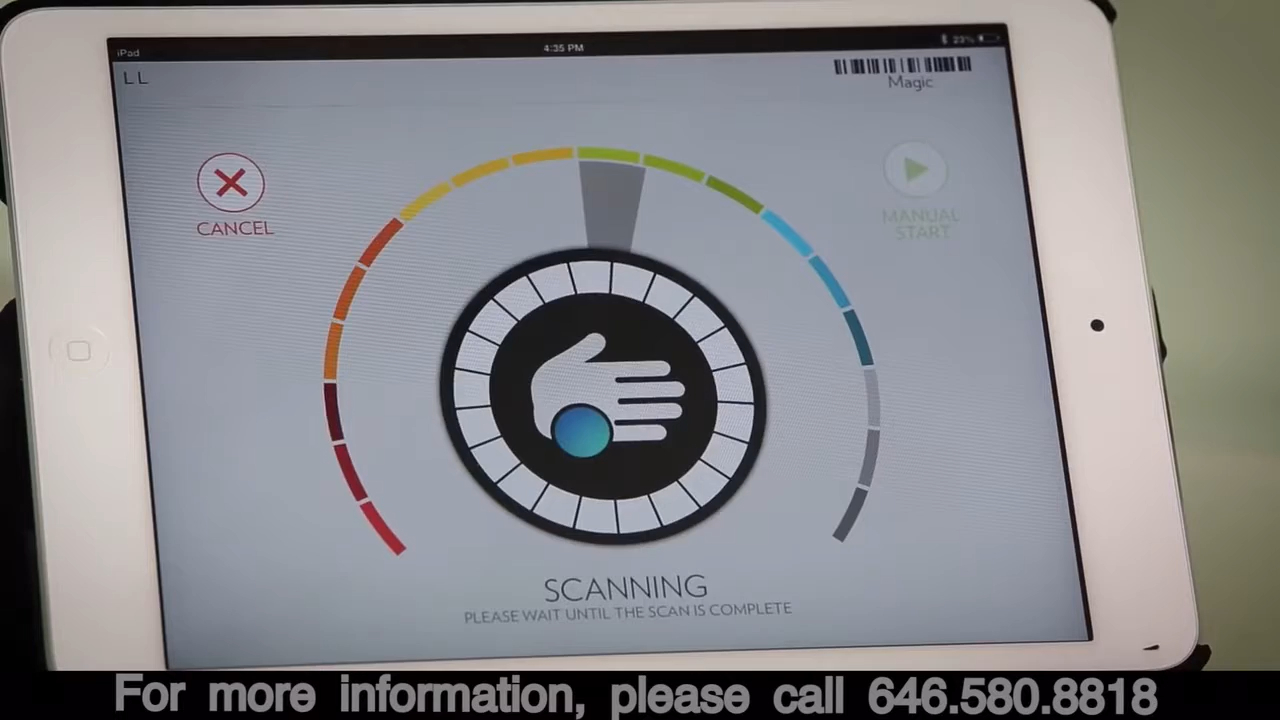 iPad
4:35 PM
23%
LL
Magic
CANCEL
MANUAL
START
SCANNING
PLEASE WAIT UNTIL THE SCAN IS COMPLETE
For more information, please call 646.580.8818